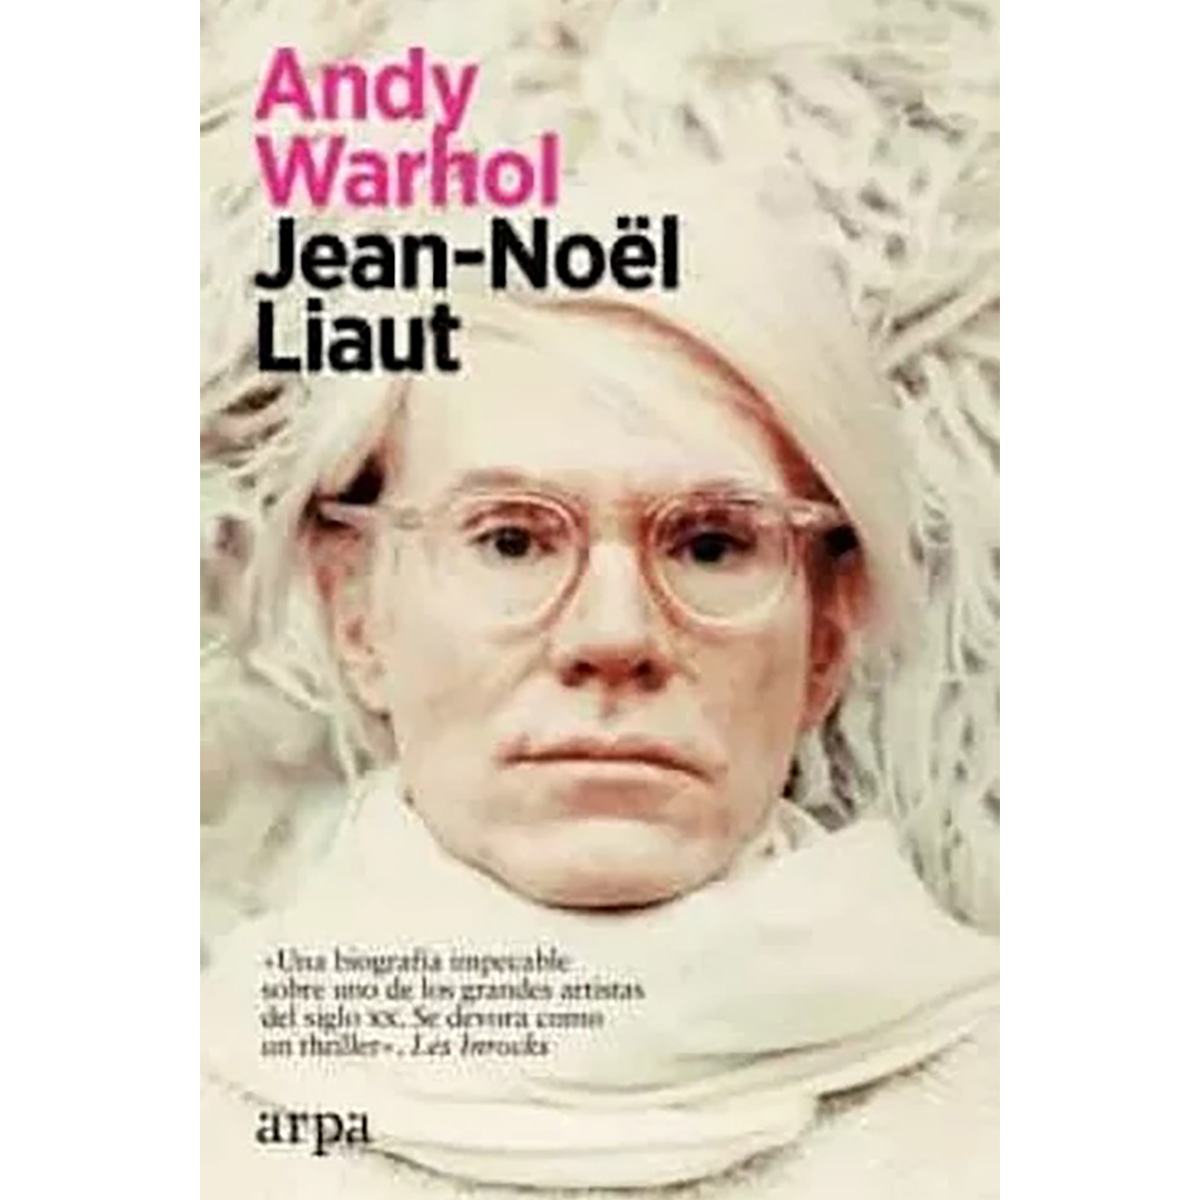 Andy
Warhol
Jean-Noël
Liaut
«Una biografía impecable
sobre uno de los grandes artistas
del siglo XX. Se devora como
un thriller». Les Inrocks
arpa